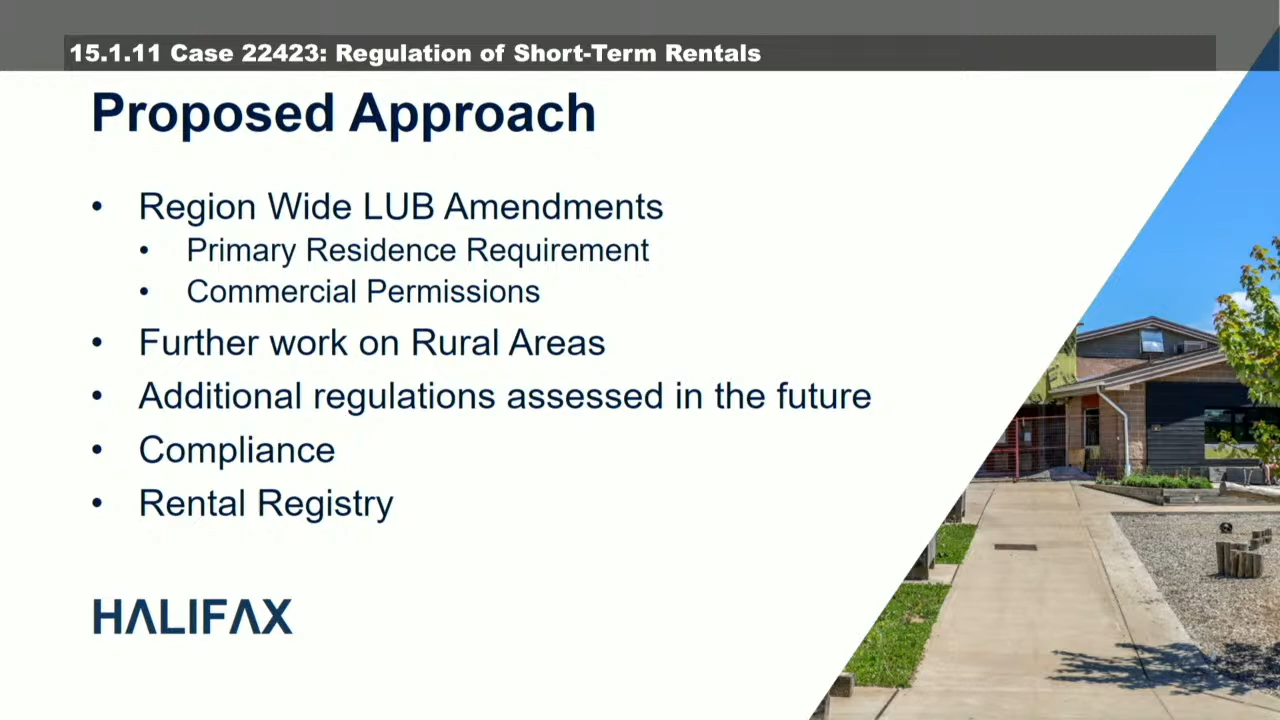 15.1.11 Case 22423: Regulation of Short-Term Rentals
Proposed Approach
• Region Wide LUB Amendments
• Primary Residence Requirement
• Commercial Permissions
• Further work on Rural Areas
• Additional regulations assessed in the future
• Compliance
• Rental Registry
HALIFAX